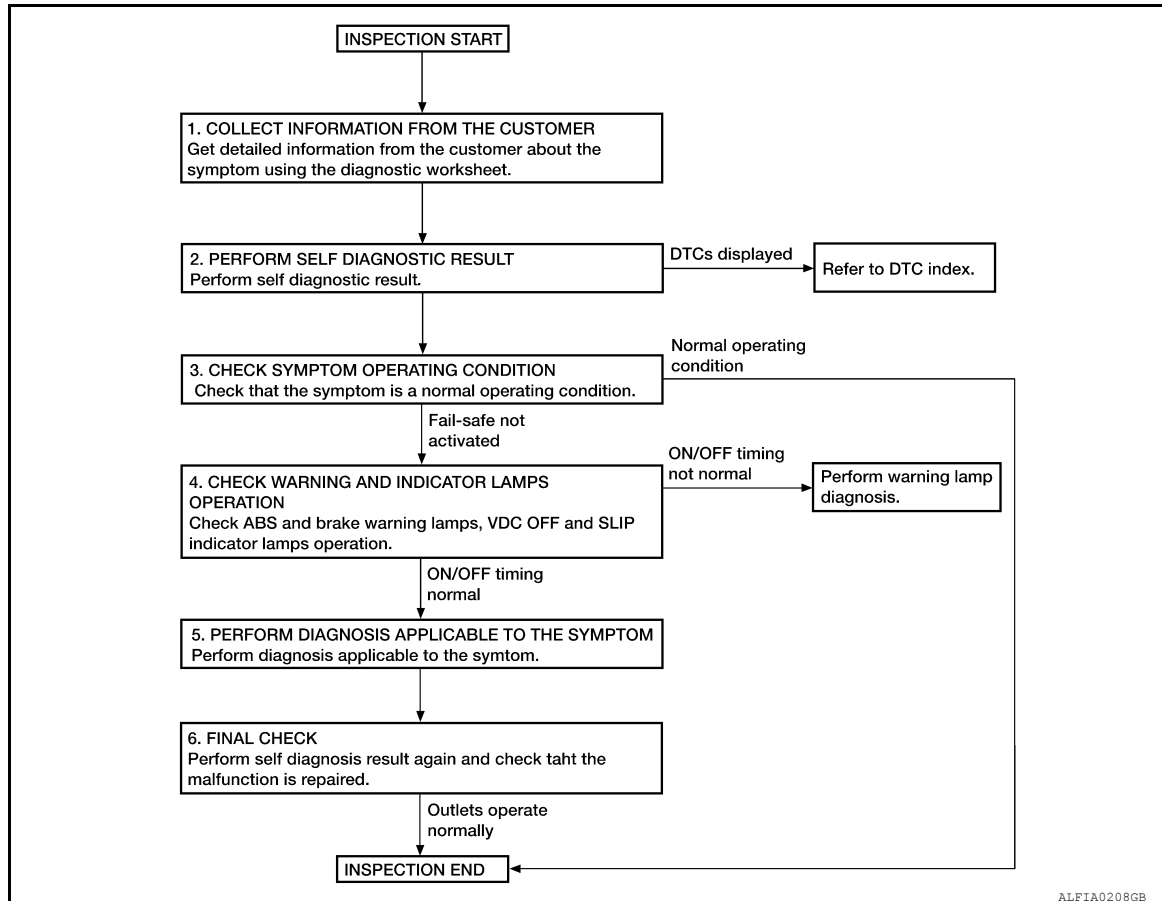 INSPECTION START
1. COLLECT INFORMATION FROM THE CUSTOMER
Get detailed information from the customer about the
symptom using the diagnostic worksheet.
2. PERFORM SELF DIAGNOSTIC RESULT
Perform self diagnostic result.
DTCs displayed
Refer to DTC index.
3. CHECK SYMPTOM OPERATING CONDITION
Check that the symptom is a normal operating condition.
Normal operating
condition
Fail-safe not
activated
4. CHECK WARNING AND INDICATOR LAMPS
OPERATION
Check ABS and brake warning lamps, VDC OFF and SLIP
indicator lamps operation.
ON/OFF timing
not normal
Perform warning lamp
diagnosis.
ON/OFF timing
normal
5. PERFORM DIAGNOSIS APPLICABLE TO THE SYMPTOM
Perform diagnosis applicable to the symtom.
6. FINAL CHECK
Perform self diagnosis result again and check taht the
malfunction is repaired.
Outlets operate
normally
INSPECTION END
ALFIA0208GB